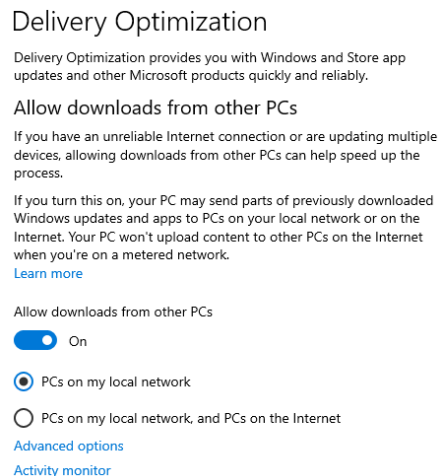 Delivery Optimization
Delivery Optimization provides you with Windows and Store app
updates and other Microsoft products quickly and reliably.
Allow downloads from other PCs
If you have an unreliable Internet connection or are updating multiple
devices, allowing downloads from other PCs can help speed up the
process.
If you turn this on, your PC may send parts of previously downloaded
Windows updates and apps to PCs on your local network or on the
Internet. Your PC won't upload content to other PCs on the Internet
when you're on a metered network.
Learn more
Allow downloads from other PCs
On
PCs on my local network
PCs on my local network, and PCs on the Internet
Advanced options
Activity monitor